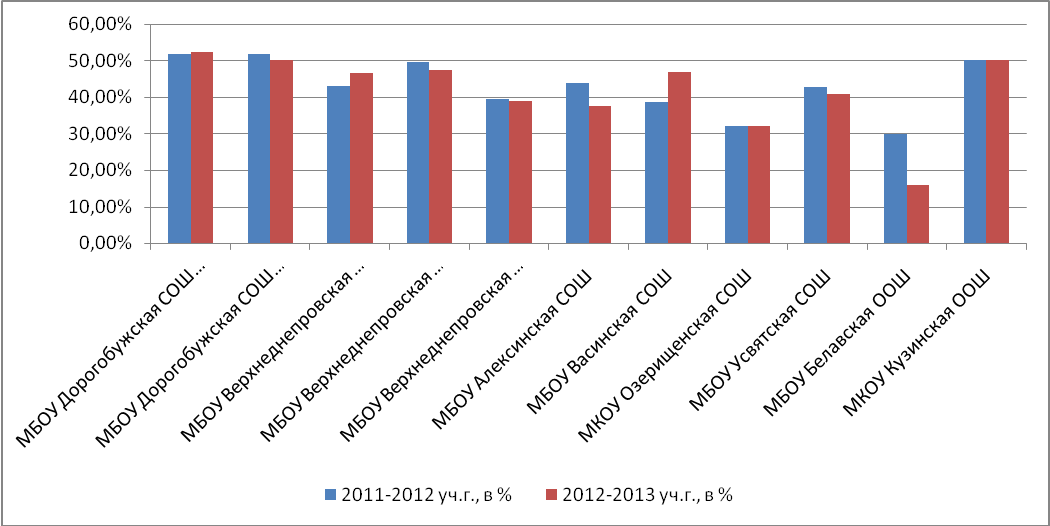 60,00%
50,00%
40,00%
30,00%
20,00%
10,00%
0,00%
МБОУ Дорогобужская СОШ…
МБОУ Дорогобужская СОШ…
МБОУ Верхнеднепровская…
МБОУ Верхнеднепровская…
МБОУ Верхнеднепровская…
МБОУ Алексинская СОШ
МБОУ Васинская СОШ
МКОУ Озерищенская СОШ
МБОУ Усвятская СОШ
МБОУ Белавская ООШ
МКОУ Кузинская ООШ
2011-2012 уч.г., в %
2012-2013 уч.г., в %